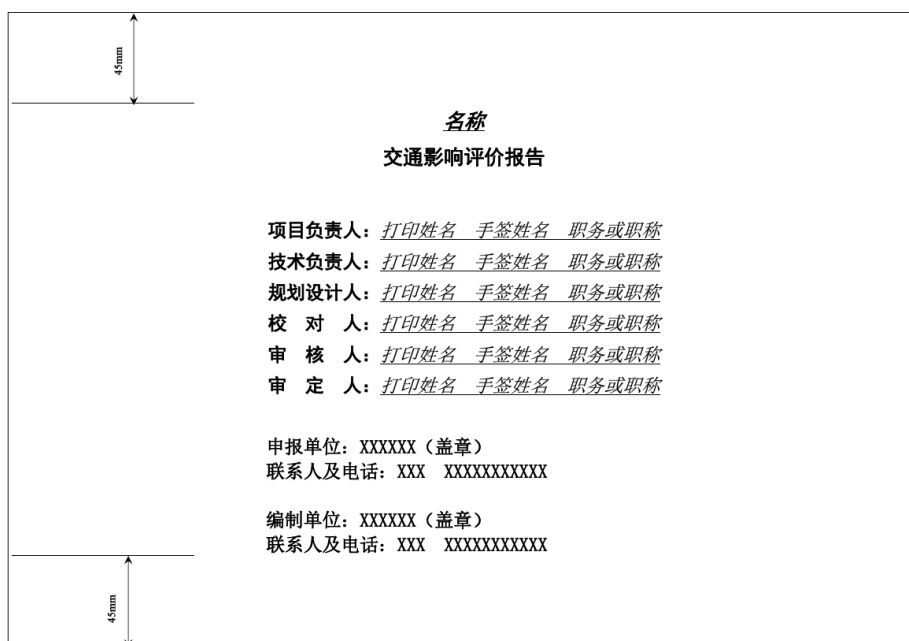 45mm
名称
交通影响评价报告
项目负责人：打印姓名　手签姓名　职务或职称
技术负责人：打印姓名　手签姓名　职务或职称
规划设计人：打印姓名　手签姓名　职务或职称
校　对　人：打印姓名　手签姓名　职务或职称
审　核　人：打印姓名　手签姓名　职务或职称
审　定　人：打印姓名　手签姓名　职务或职称
申报单位：XXXXXX（盖章）
联系人及电话：XXX　XXXXXXXXXXX
编制单位：XXXXXX（盖章）
联系人及电话：XXX　XXXXXXXXXXX
45mm